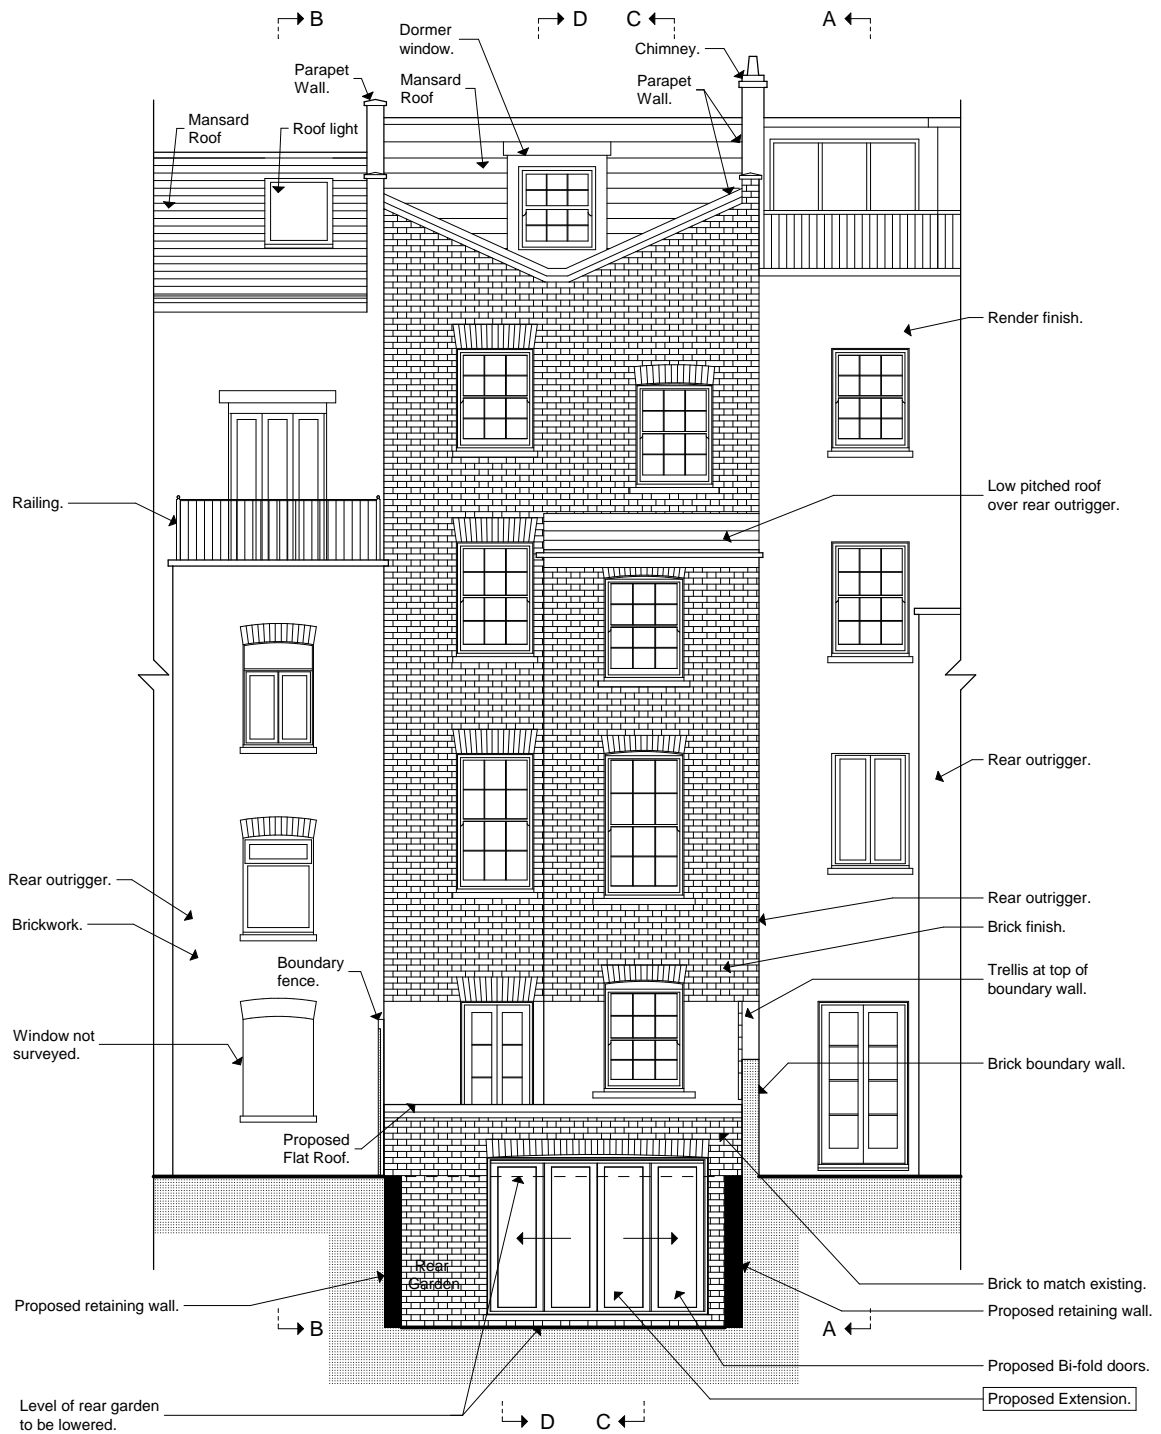 B
D
C
A
Dormer
window.
Chimney.
Parapet
Wall.
Mansard
Roof
Parapet
Wall.
Mansard
Roof
Roof light
Render finish.
Railing.
Low pitched roof
over rear outrigger.
Rear outrigger.
Rear outrigger.
Rear outrigger.
Brickwork.
Brick finish.
Boundary
fence.
Trellis at top of
boundary wall.
Window not
surveyed.
Brick boundary wall.
Proposed
Flat Roof.
Rear
Garden
Brick to match existing.
Proposed retaining wall.
Proposed retaining wall.
B
A
Proposed Bi-fold doors.
Proposed Extension.
Level of rear garden
to be lowered.
D
C